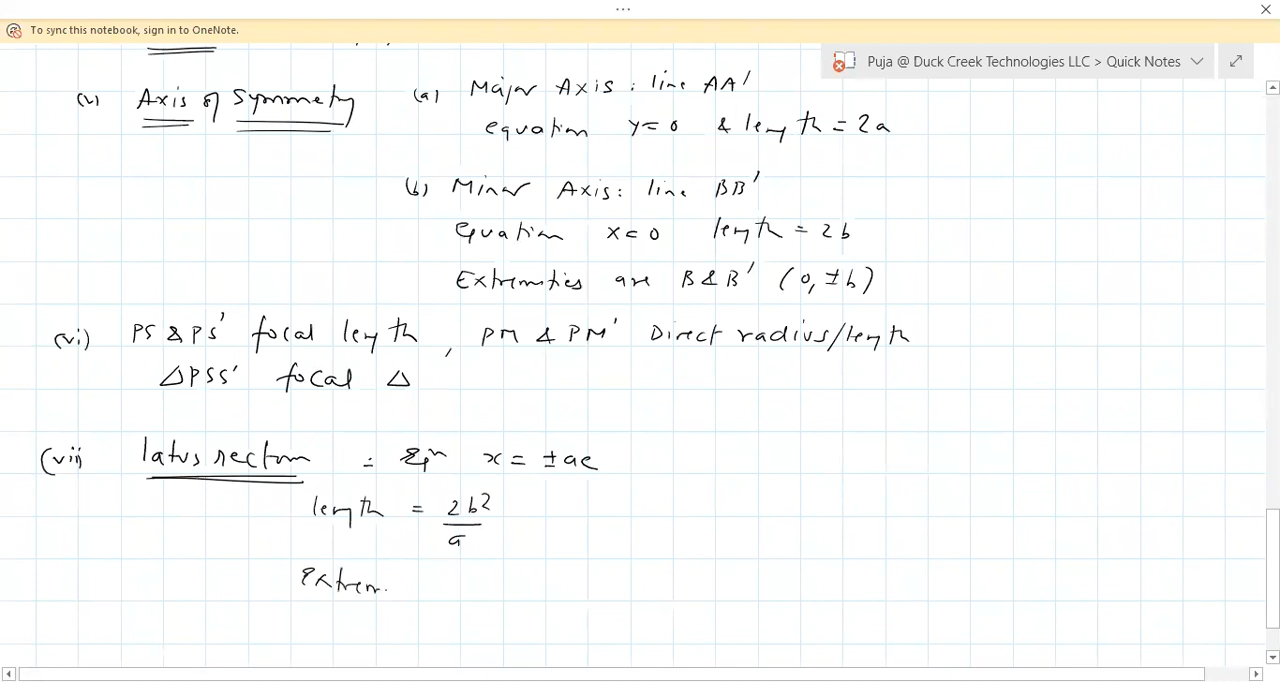 ...
To sync this notebook, sign in to OneNote.
Puja @ Duck Creek Technologies LLC > Quick Notes
(v) Axis of Symmetry (a) Major Axis : line AA'
equation y=0 & length = 2a
(b) Minor Axis: line BB'
Equation x=0 length = 2b
Extremities are B&B' (0, ±b)
(vi) PS & PS' focal length, PM & PM' Direct radius/length
△PSS' focal △
(vii) latus rectum = Eqn x = ±ae
length = 2b²/a
Extrem.